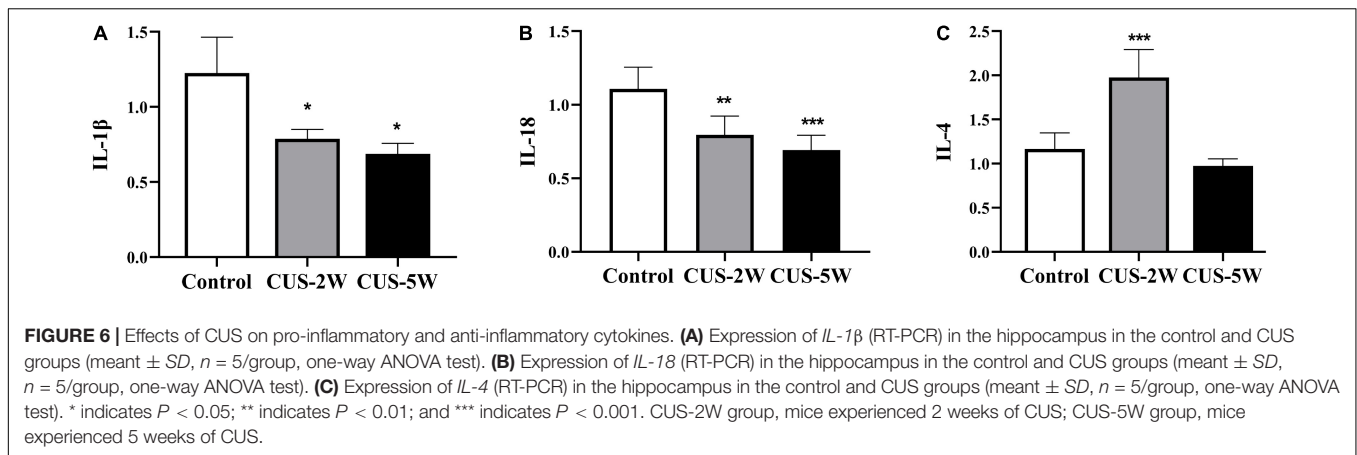 A
1.5
1.0
0.5
0.0
IL-1β
*
*
Control
CUS-2W
CUS-5W
B
1.5
1.0
0.5
0.0
IL-18
**
***
Control
CUS-2W
CUS-5W
C
2.5
2.0
1.5
1.0
0.5
0.0
IL-4
***
Control
CUS-2W
CUS-5W
FIGURE 6 | Effects of CUS on pro-inflammatory and anti-inflammatory cytokines. (A) Expression of IL-1β (RT-PCR) in the hippocampus in the control and CUS
groups (meant ± SD, n = 5/group, one-way ANOVA test). (B) Expression of IL-18 (RT-PCR) in the hippocampus in the control and CUS groups (meant ± SD,
n = 5/group, one-way ANOVA test). (C) Expression of IL-4 (RT-PCR) in the hippocampus in the control and CUS groups (meant ± SD, n = 5/group, one-way ANOVA
test). * indicates P < 0.05; ** indicates P < 0.01; and *** indicates P < 0.001. CUS-2W group, mice experienced 2 weeks of CUS; CUS-5W group, mice
experienced 5 weeks of CUS.